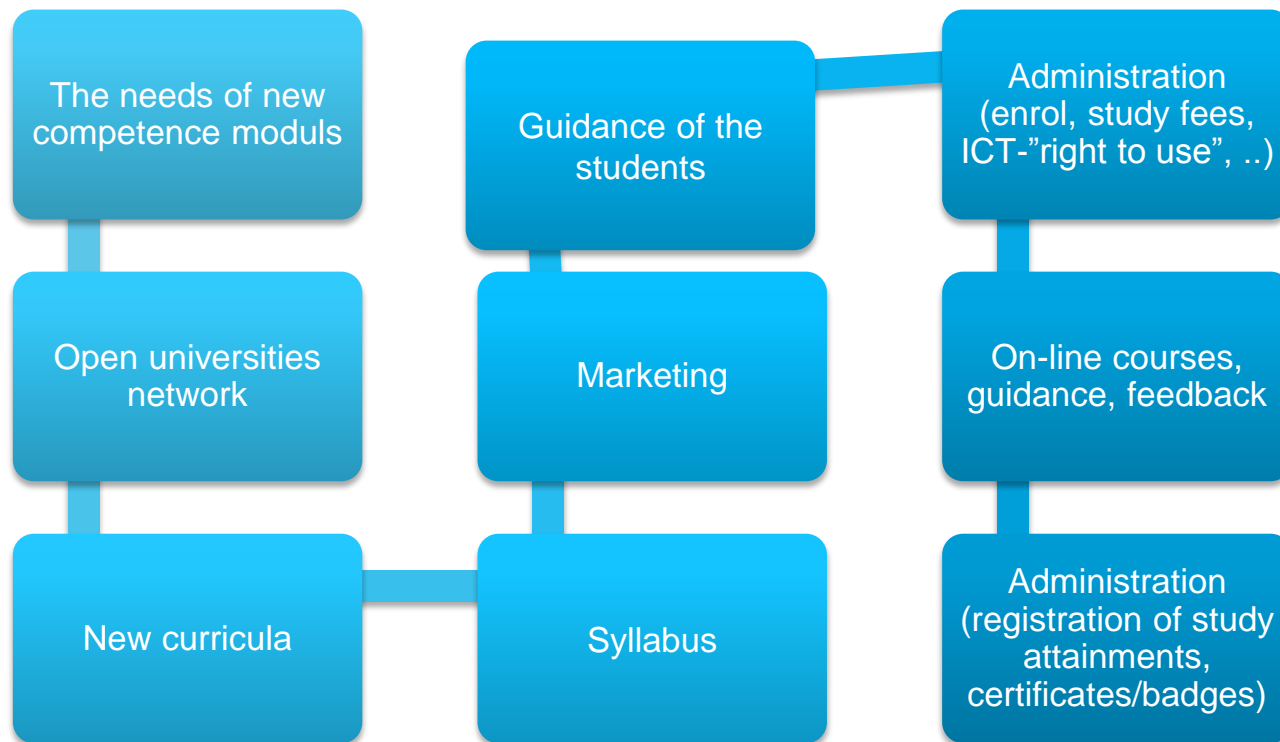 The needs of new
competence moduls
Open universities
network
New curricula
Syllabus
Marketing
Guidance of the
students
Administration
(enrol, study fees,
ICT-”right to use”, ..)
On-line courses,
guidance, feedback
Administration
(registration of study
attainments,
certificates/badges)